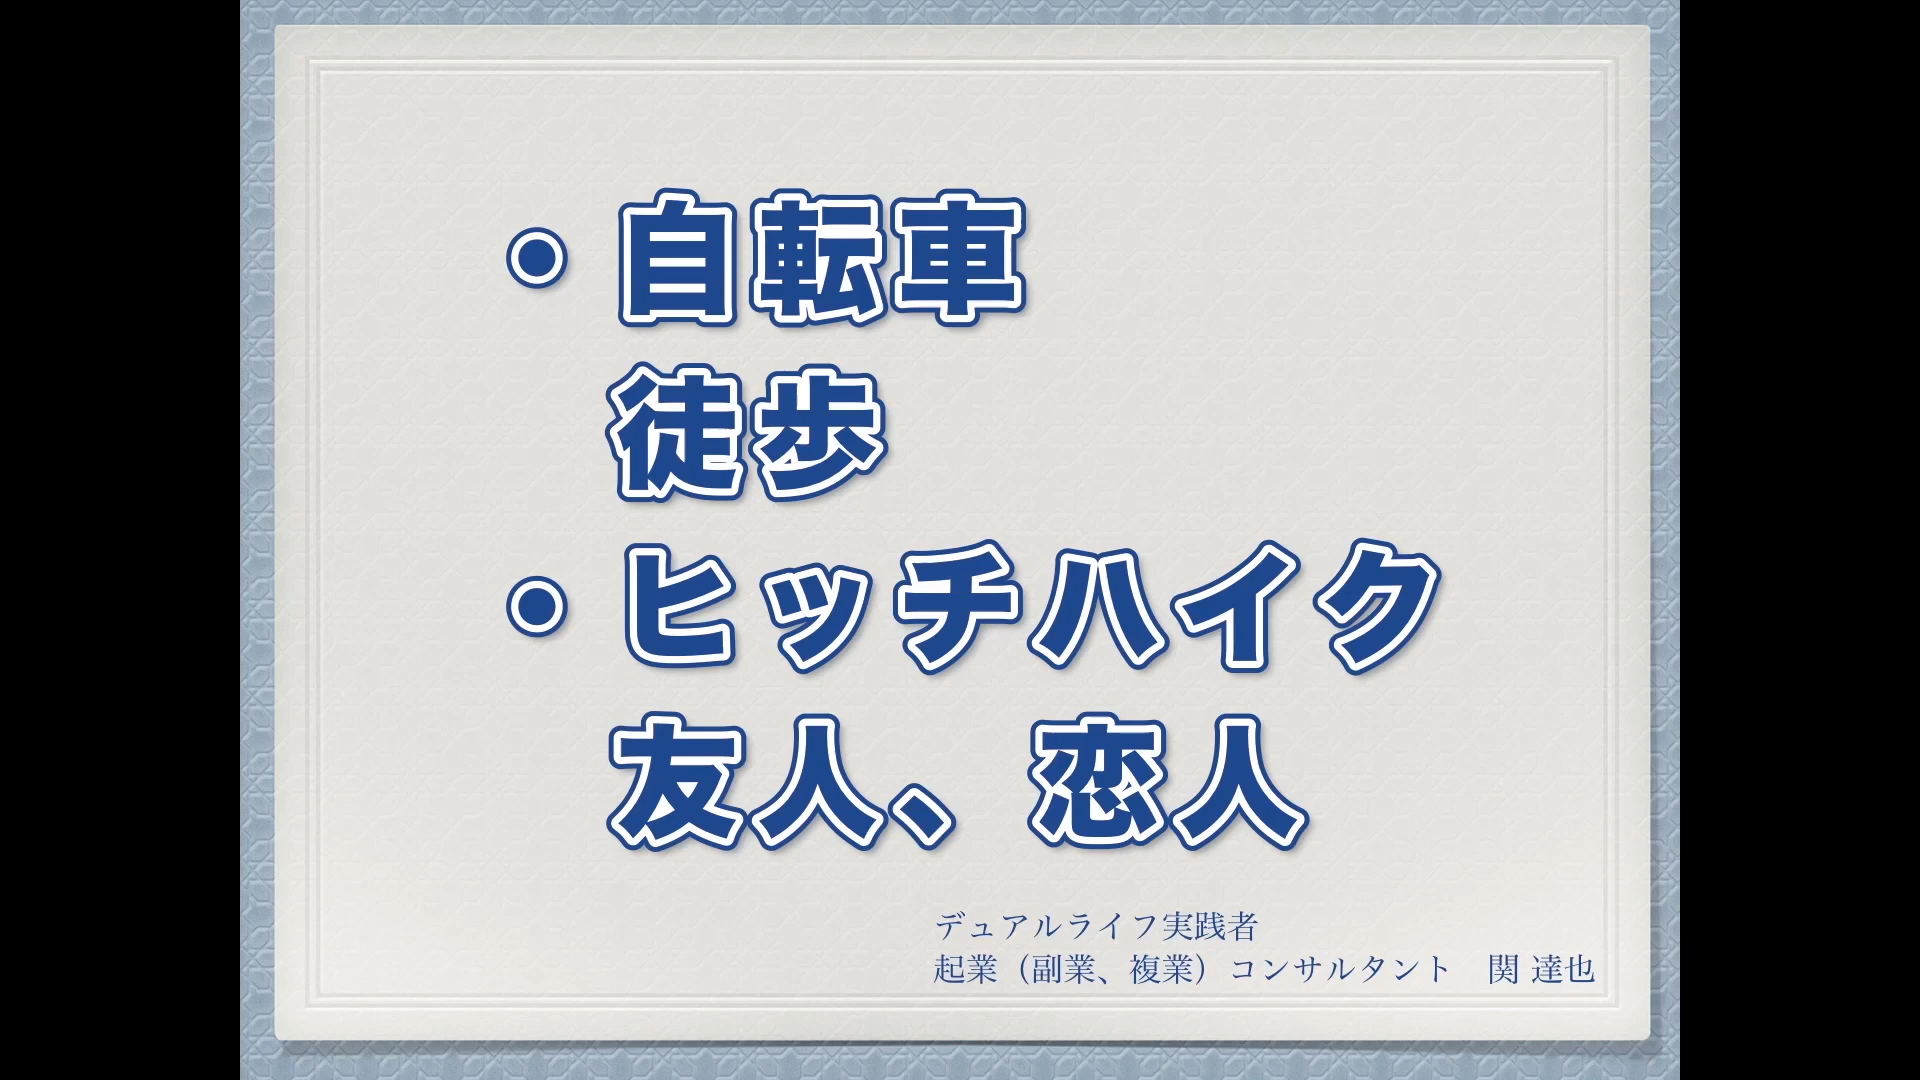 • 自転車
徒歩
• ヒッチハイク
友人、恋人
デュアルライフ実践者
起業（副業、複業）コンサルタント　関 達也